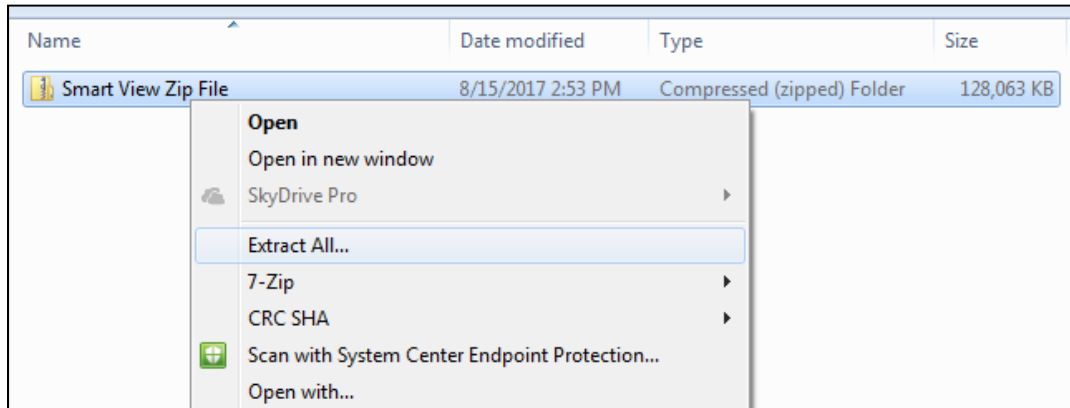 Name Date modified Type Size
Smart View Zip File 8/15/2017 2:53 PM Compressed (zipped) Folder 128,063 KB
Open
Open in new window
SkyDrive Pro
Extract All...
7-Zip
CRC SHA
Scan with System Center Endpoint Protection...
Open with...